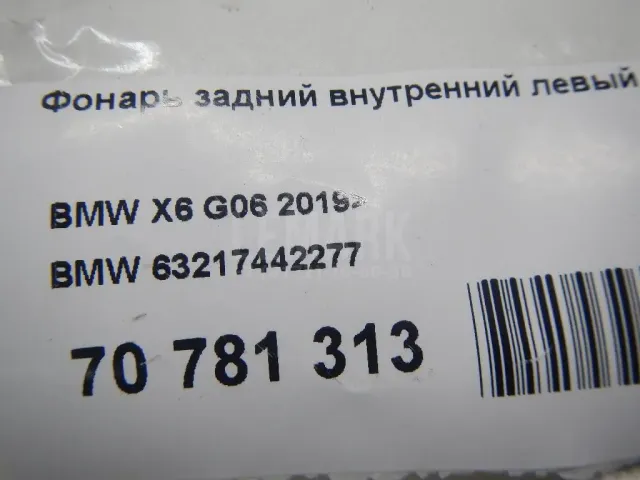 Фонарь задний внутренний левый
BMW X6 G06 2019>
BMW 63217442277
70 781 313